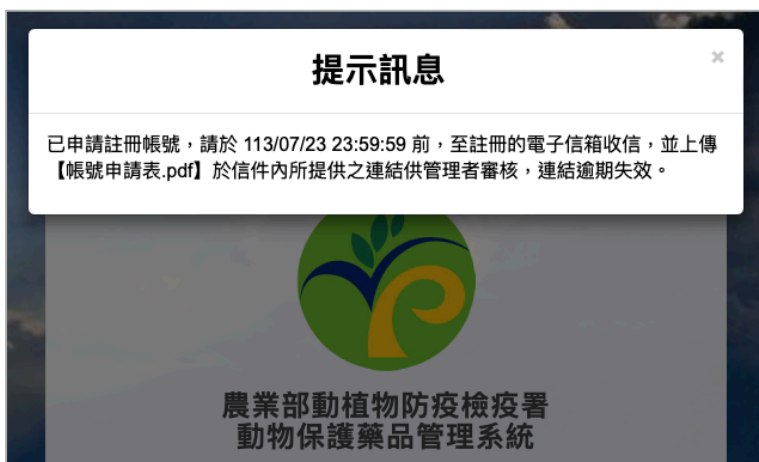 提示訊息
×
已申請註冊帳號，請於 113/07/23 23:59:59 前，至註冊的電子信箱收信，並上傳
【帳號申請表.pdf】於信件內所提供之連結供管理者審核，連結逾期失效。
農業部動植物防疫檢疫署
動物保護藥品管理系統